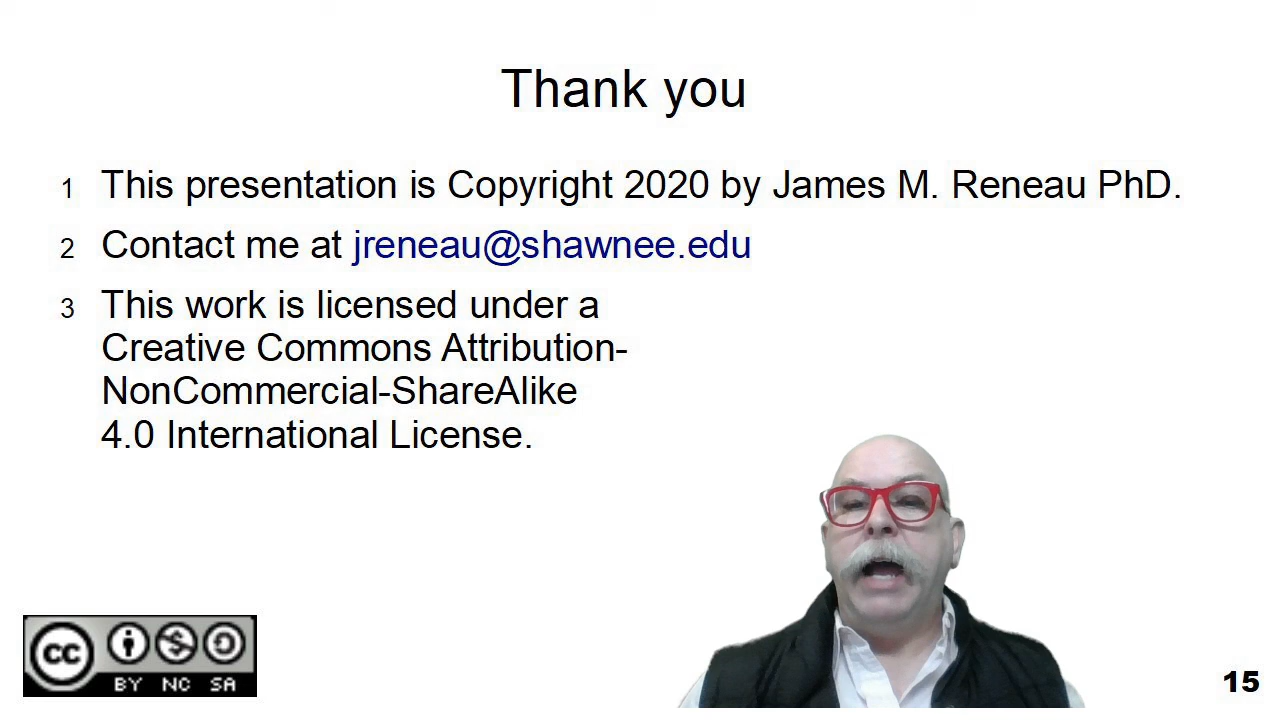 Thank you
1 This presentation is Copyright 2020 by James M. Reneau PhD.
2 Contact me at jreneau@shawnee.edu
3 This work is licensed under a
Creative Commons Attribution-
NonCommercial-ShareAlike
4.0 International License.
cc
BY NC SA
15